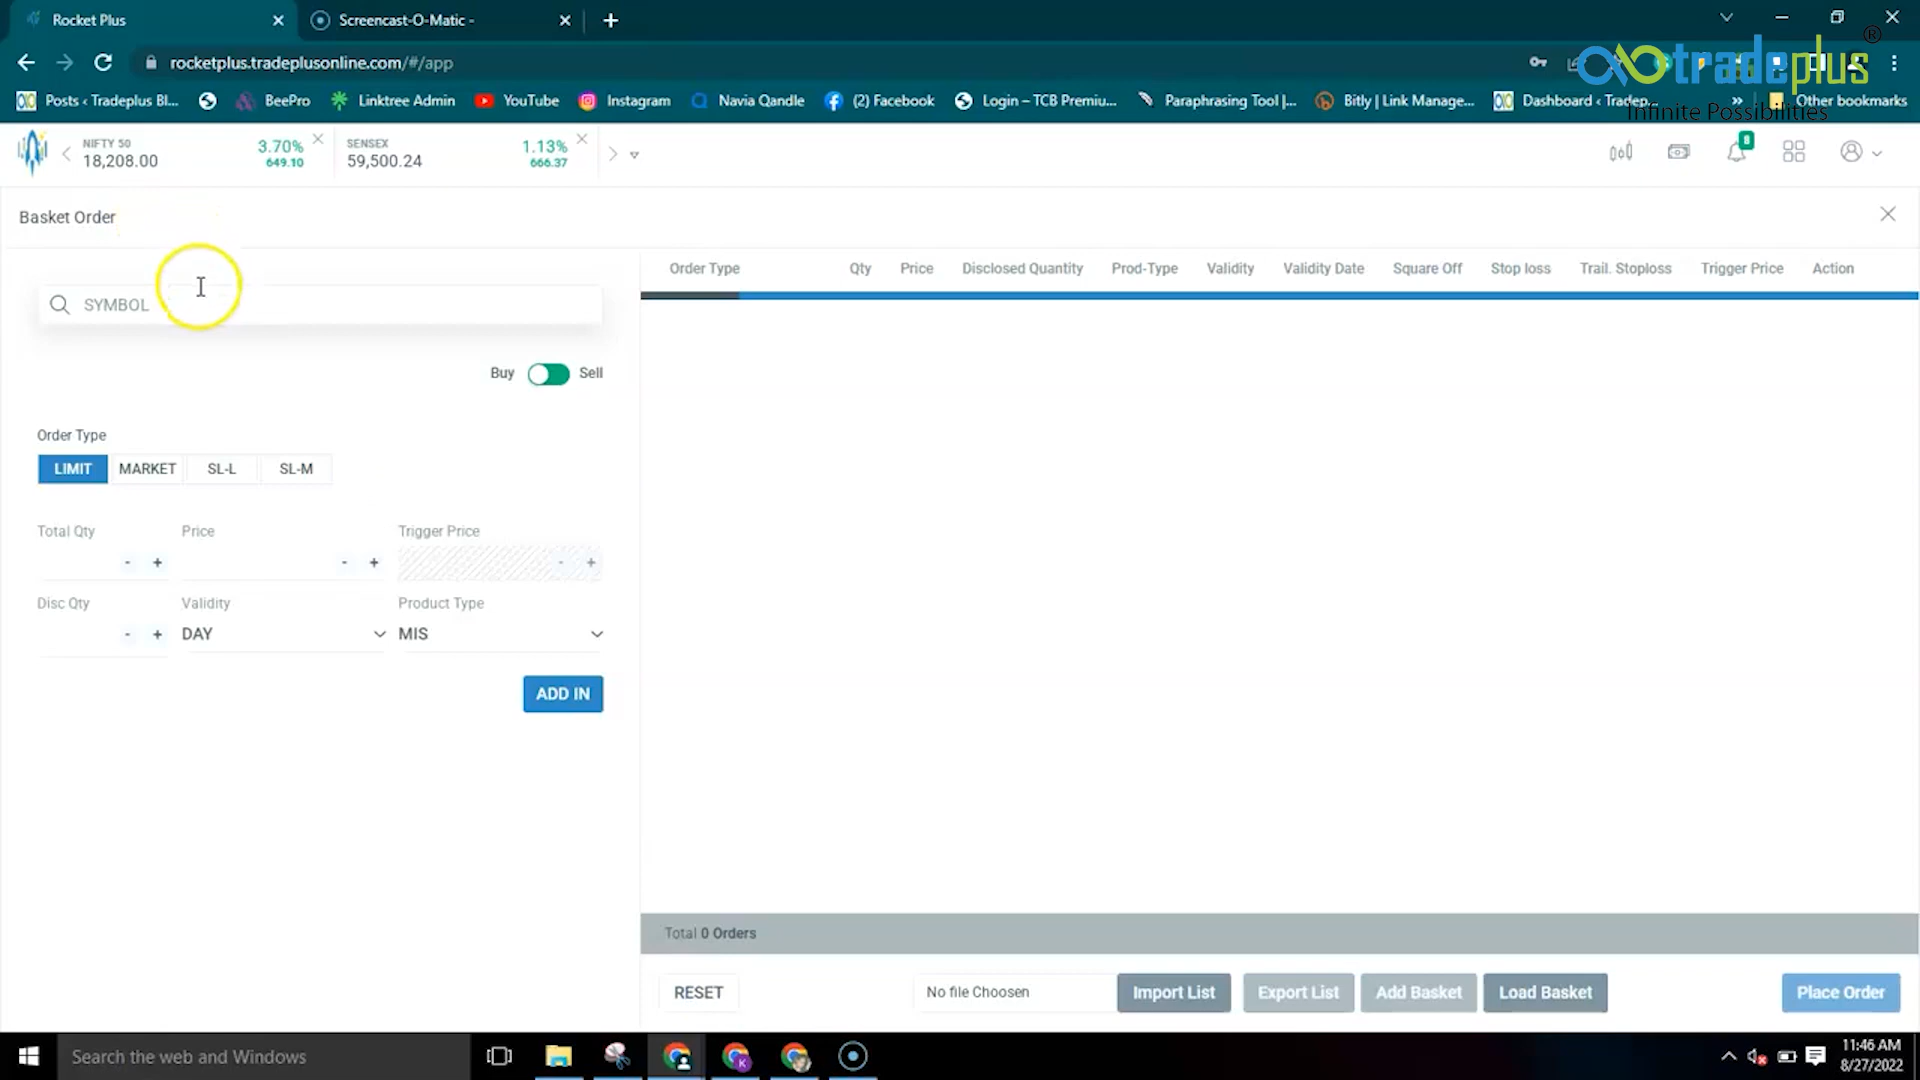 Rocket Plus
Screencast-O-Matic -
rocketplus.tradeplusonline.com/#/app
tradeplus®
Infinite Possibilities
Posts ‹ Tradeplus Bl...
BeePro
Linktree Admin
YouTube
Instagram
Navia Qandle
(2) Facebook
Login – TCB Premiu...
Paraphrasing Tool |...
Bitly | Link Manage...
Dashboard ‹ Tradep...
»
Other bookmarks
NIFTY 50
18,208.00
3.70%
649.10
SENSEX
59,500.24
1.13%
666.37
8
Basket Order
SYMBOL
Buy
Sell
Order Type
LIMIT
MARKET
SL-L
SL-M
Total Qty
Price
Trigger Price
- +
- +
- +
Disc Qty
Validity
Product Type
- +
DAY
MIS
ADD IN
Order Type
Qty
Price
Disclosed Quantity
Prod-Type
Validity
Validity Date
Square Off
Stop loss
Trail. Stoploss
Trigger Price
Action
Total 0 Orders
RESET
No file Choosen
Import List
Export List
Add Basket
Load Basket
Place Order
Search the web and Windows
K
11:46 AM
8/27/2022